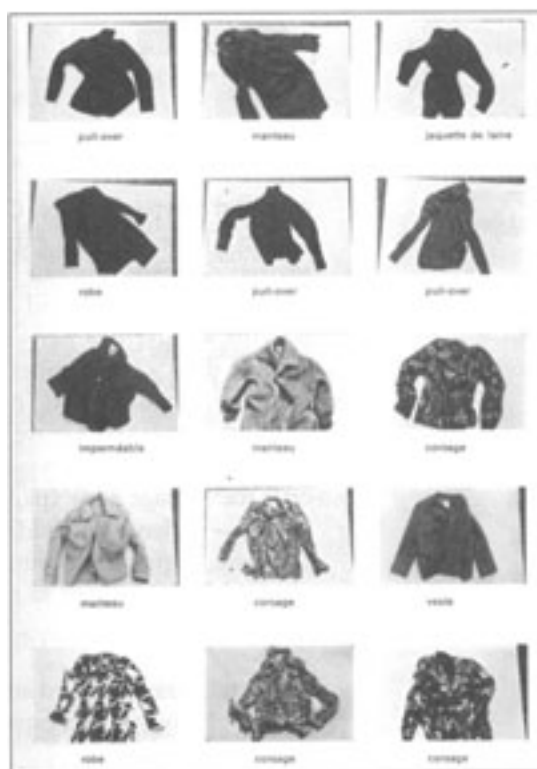 pull-over
manteau
jaquette de laine
robe
pull-over
pull-over
imperméable
manteau
corsage
manteau
corsage
veste
robe
corsage
corsage